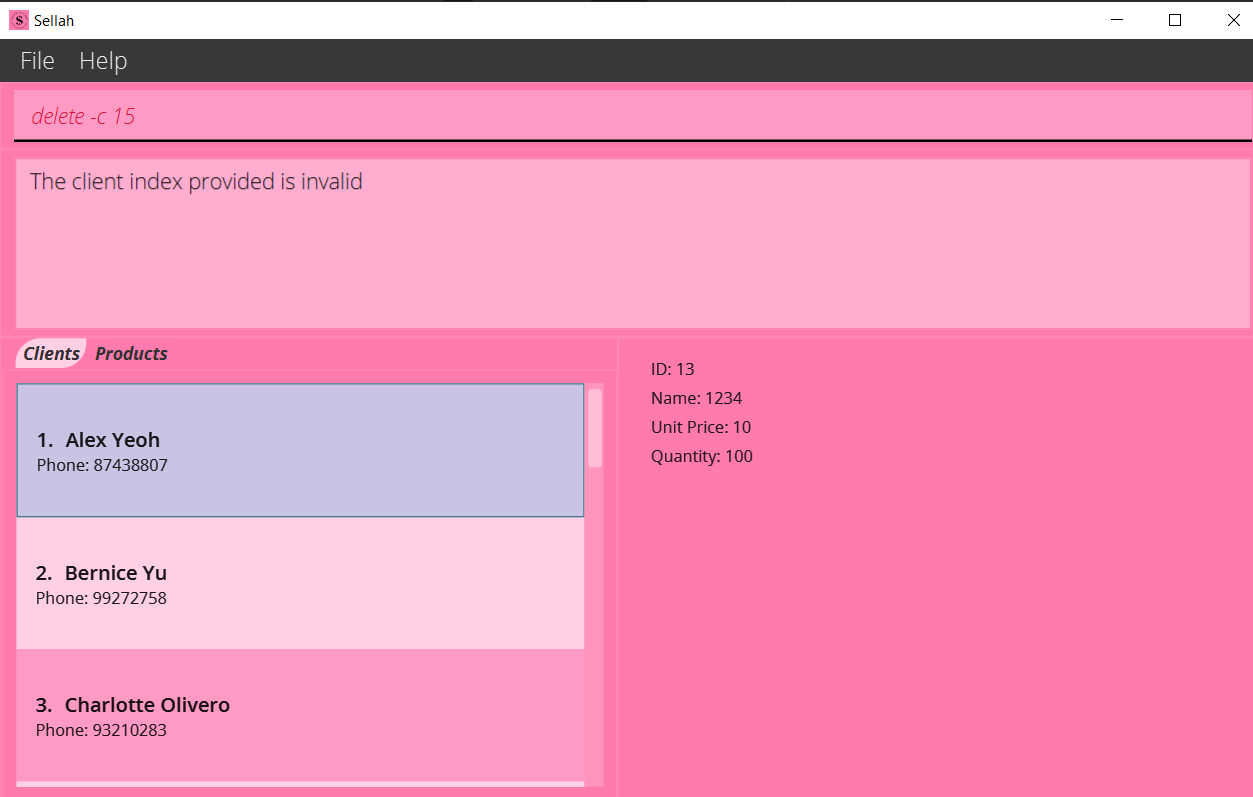 Sellah
File Help
delete -c 15
The client index provided is invalid
Clients Products
1. Alex Yeoh
Phone: 87438807
2. Bernice Yu
Phone: 99272758
3. Charlotte Olivero
Phone: 93210283
ID: 13
Name: 1234
Unit Price: 10
Quantity: 100